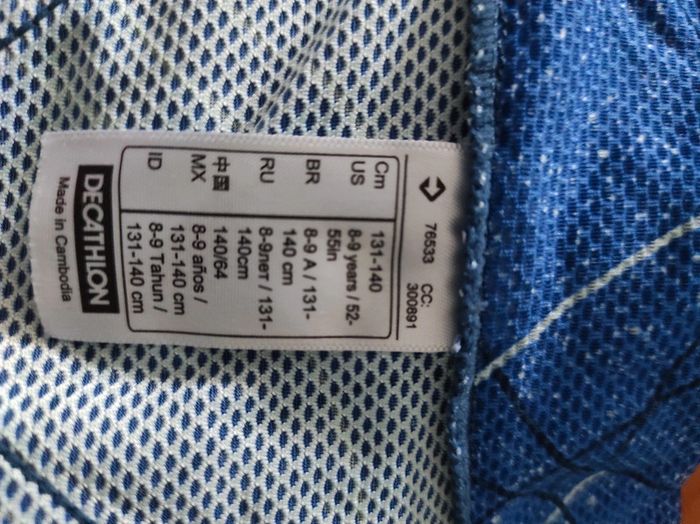 76533 CC:
300891
Cm 131-140
US 8-9 years / 52-
55in
BR 8-9 A / 131-
140 cm
RU 8-9лет / 131-
140cm
中国 140/64
MX 8-9 años /
131-140 cm
ID 8-9 Tahun /
131-140 cm
DECATHLON
Made in Cambodia